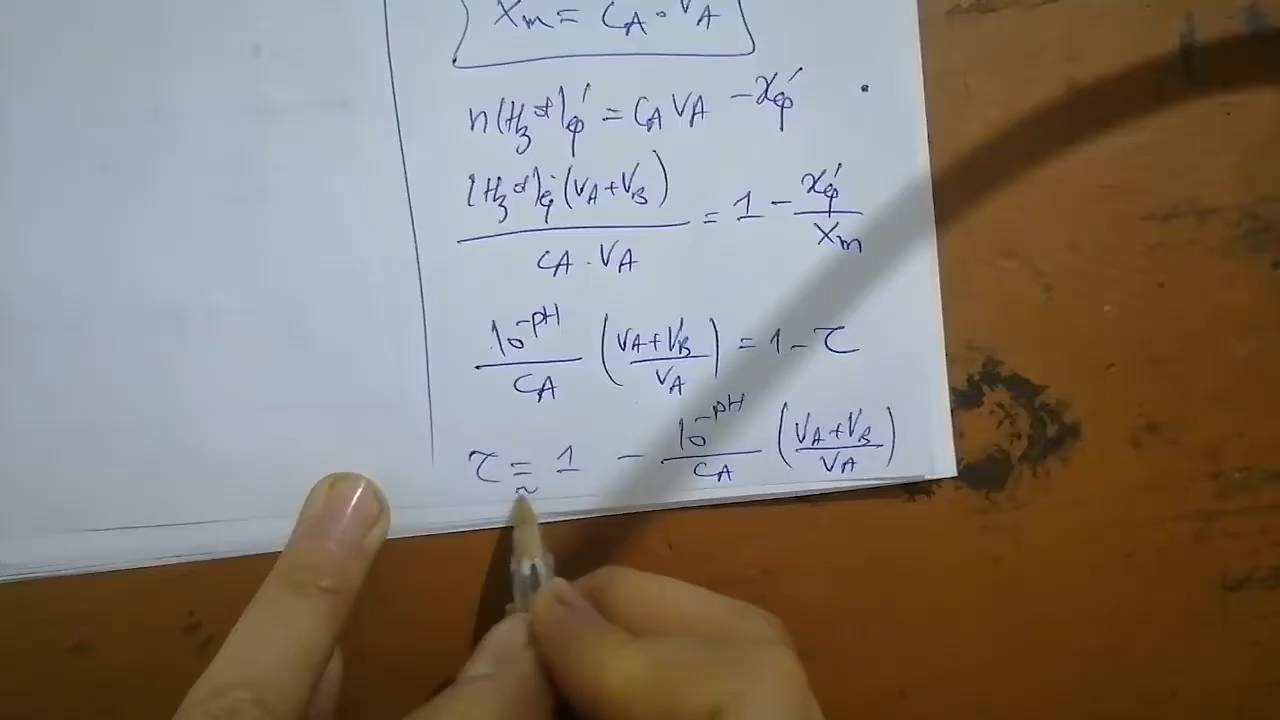 Xm = CA . VA
n(H3O+)f' = CA VA - xf'
[H3O+]f' (VA+VB) / CA . VA = 1 - xf' / Xm
10^-pH / CA (VA+VB / VA) = 1 - τ
τ = 1 - 10^-pH / CA (VA+VB / VA)
≈